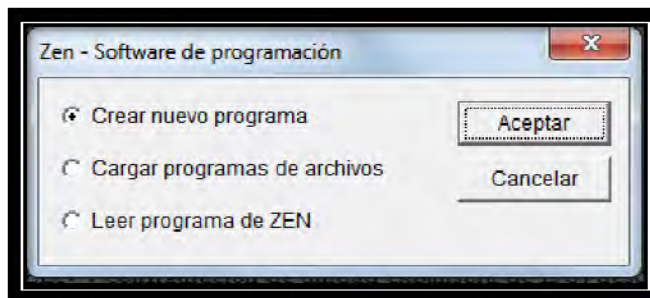 Zen - Software de programación
Crear nuevo programa
Aceptar
Cargar programas de archivos
Cancelar
Leer programa de ZEN